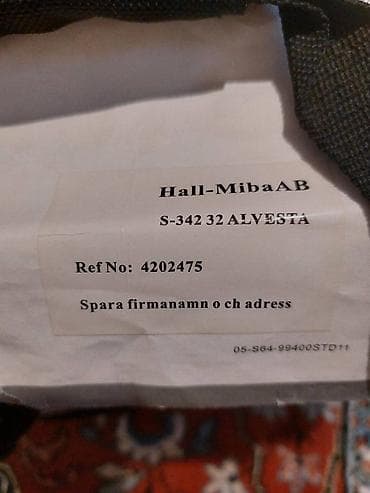 Hall-MibaAB
S-342 32 ALVESTA
Ref No: 4202475
Spara firmanamn o ch adress
05-S64-99400STD11